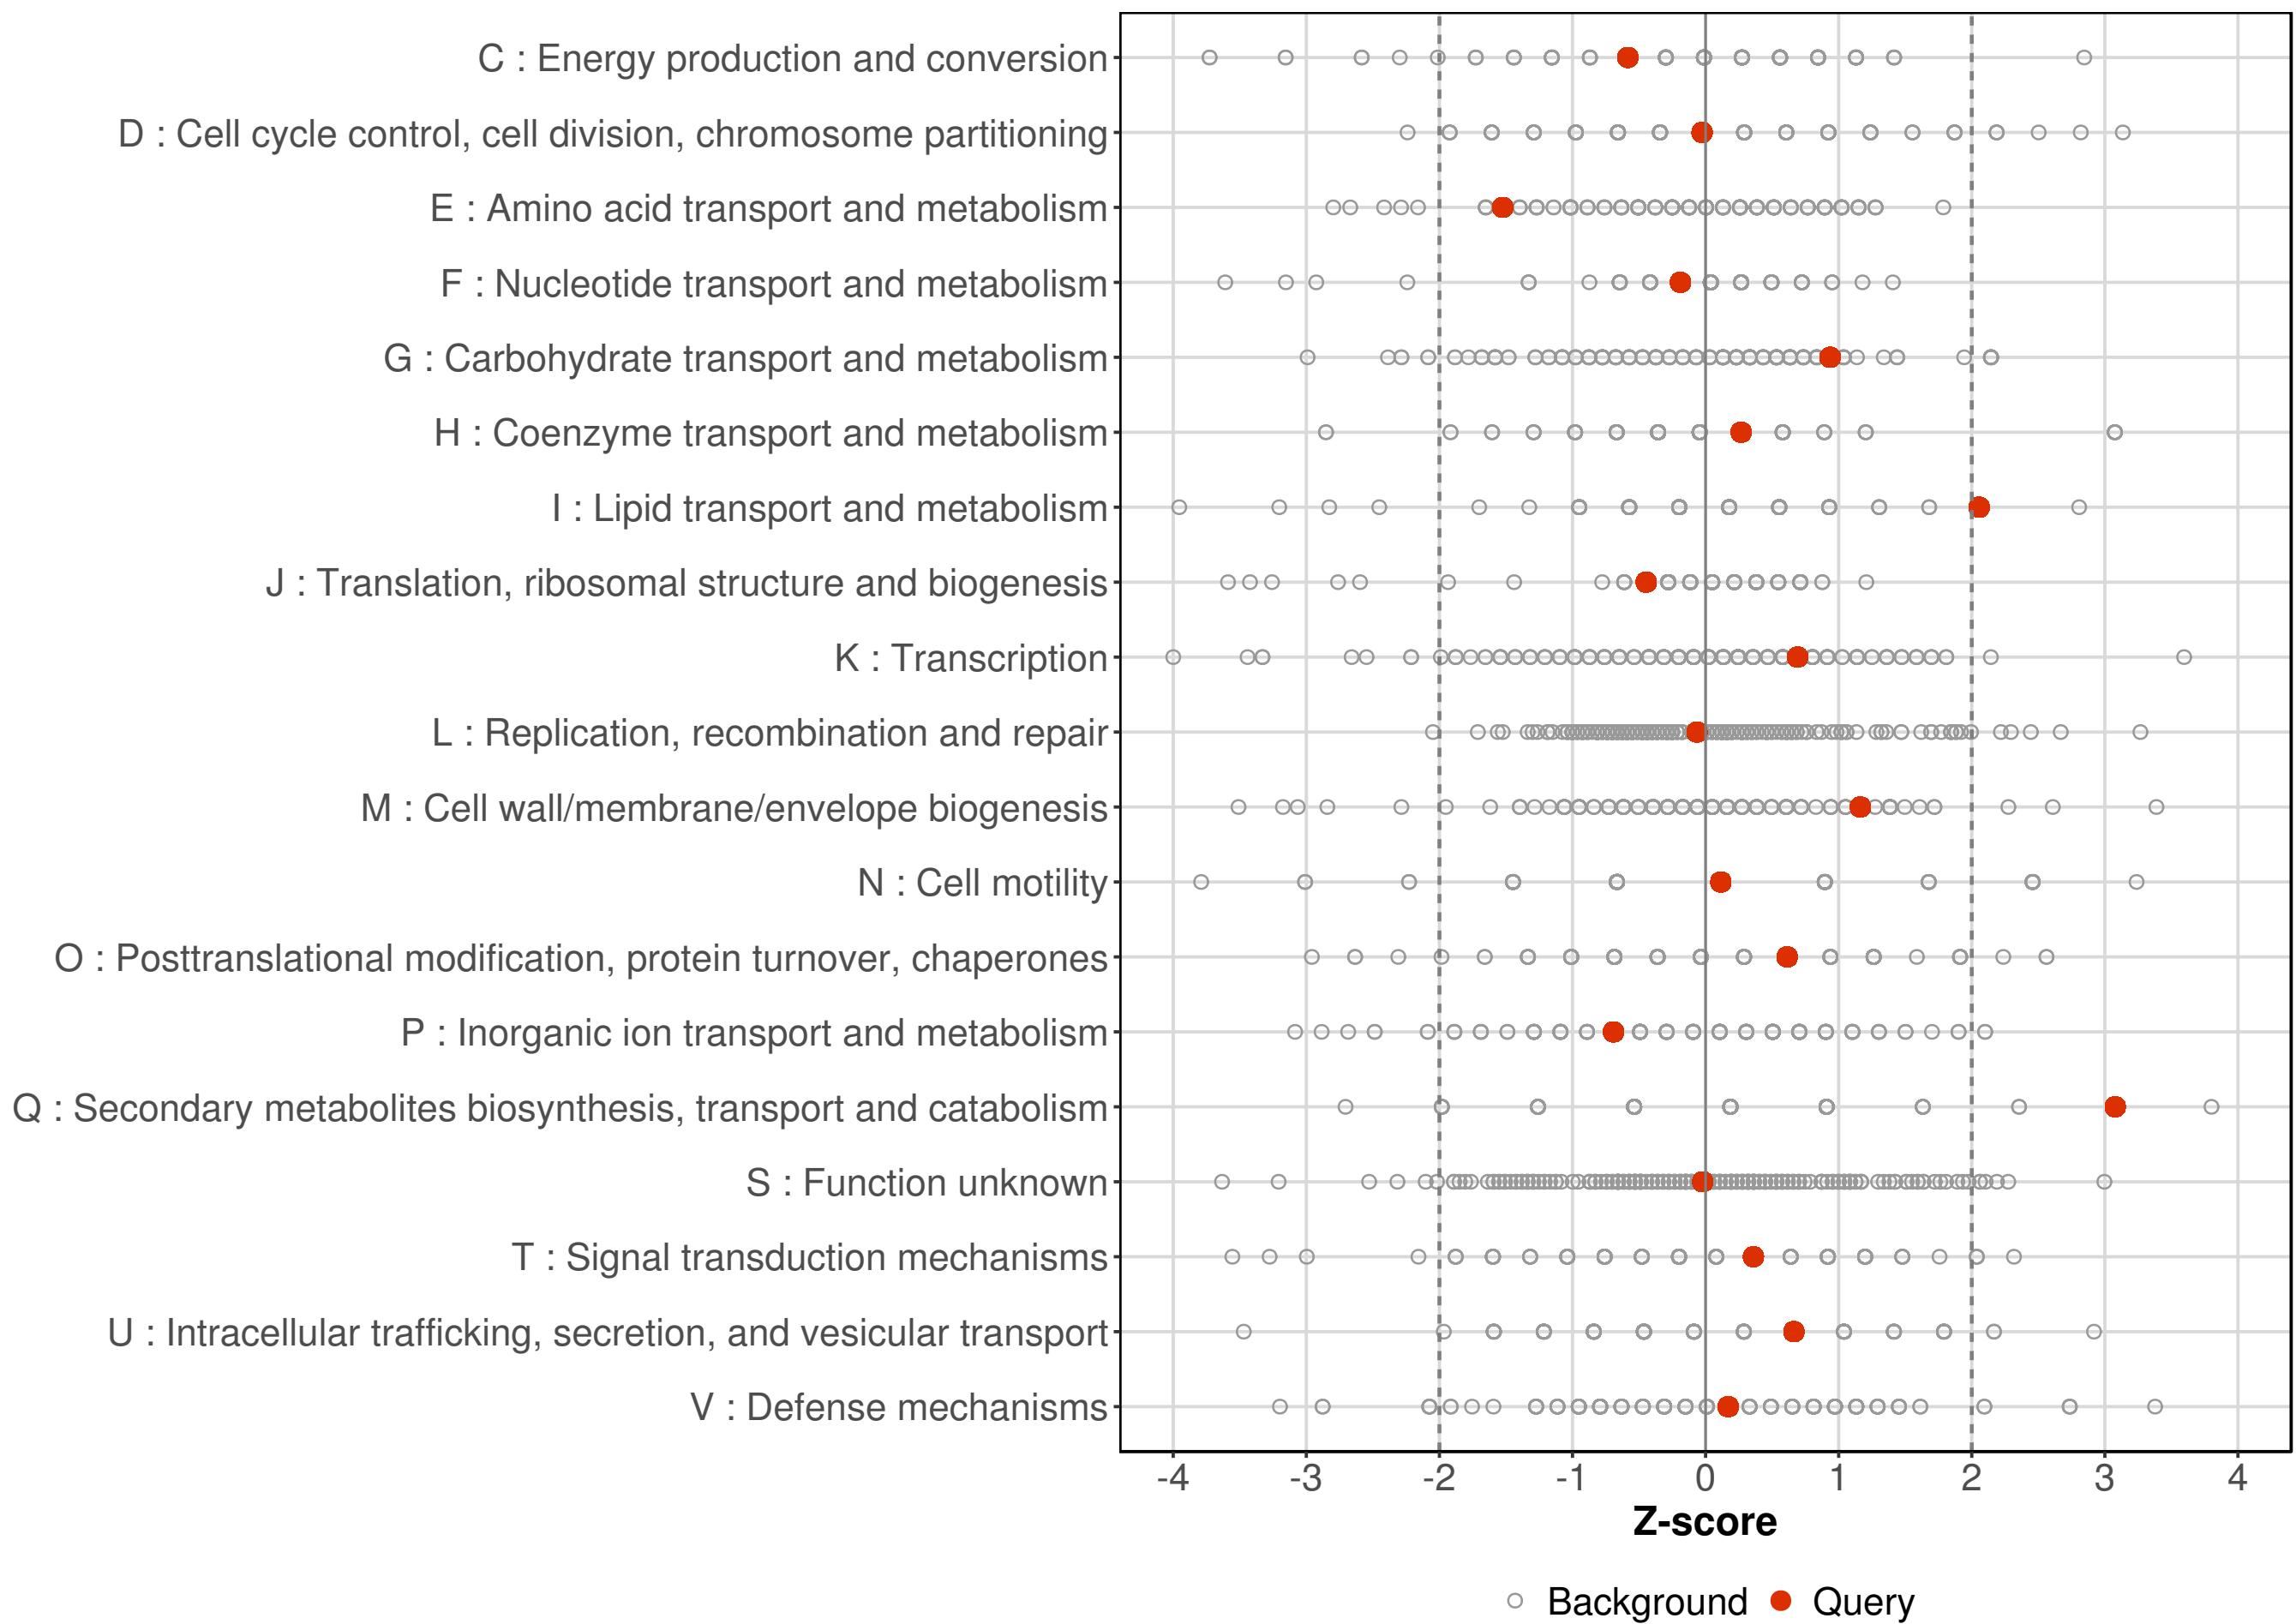 C : Energy production and conversion
D : Cell cycle control, cell division, chromosome partitioning
E : Amino acid transport and metabolism
F : Nucleotide transport and metabolism
G : Carbohydrate transport and metabolism
H : Coenzyme transport and metabolism
I : Lipid transport and metabolism
J : Translation, ribosomal structure and biogenesis
K : Transcription
L : Replication, recombination and repair
M : Cell wall/membrane/envelope biogenesis
N : Cell motility
O : Posttranslational modification, protein turnover, chaperones
P : Inorganic ion transport and metabolism
Q : Secondary metabolites biosynthesis, transport and catabolism
S : Function unknown
T : Signal transduction mechanisms
U : Intracellular trafficking, secretion, and vesicular transport
V : Defense mechanisms
-4 -3 -2 -1 0 1 2 3 4
Z-score
Background Query